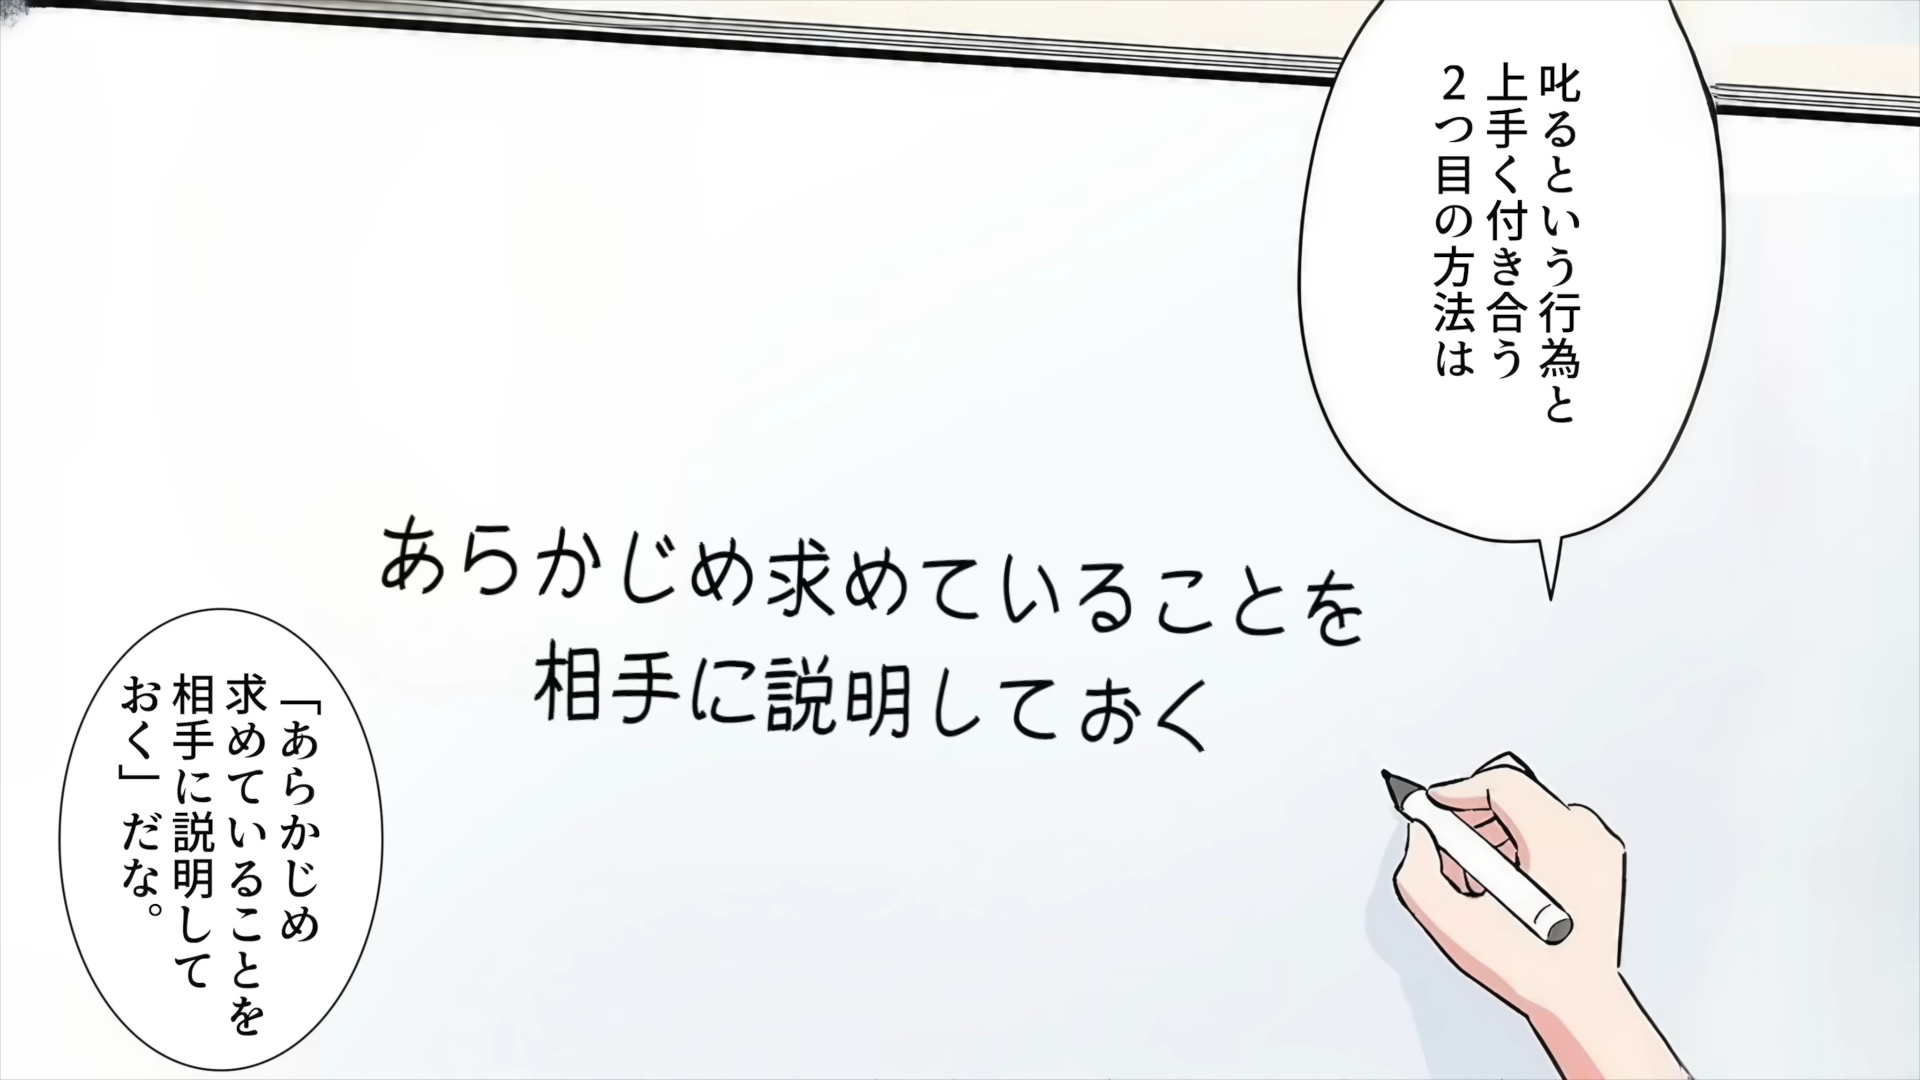 叱るという行為と
上手く付き合う
2つ目の方法は
あらかじめ求めていることを
相手に説明しておく
「あらかじめ
求めていることを
相手に説明して
おく」だな。